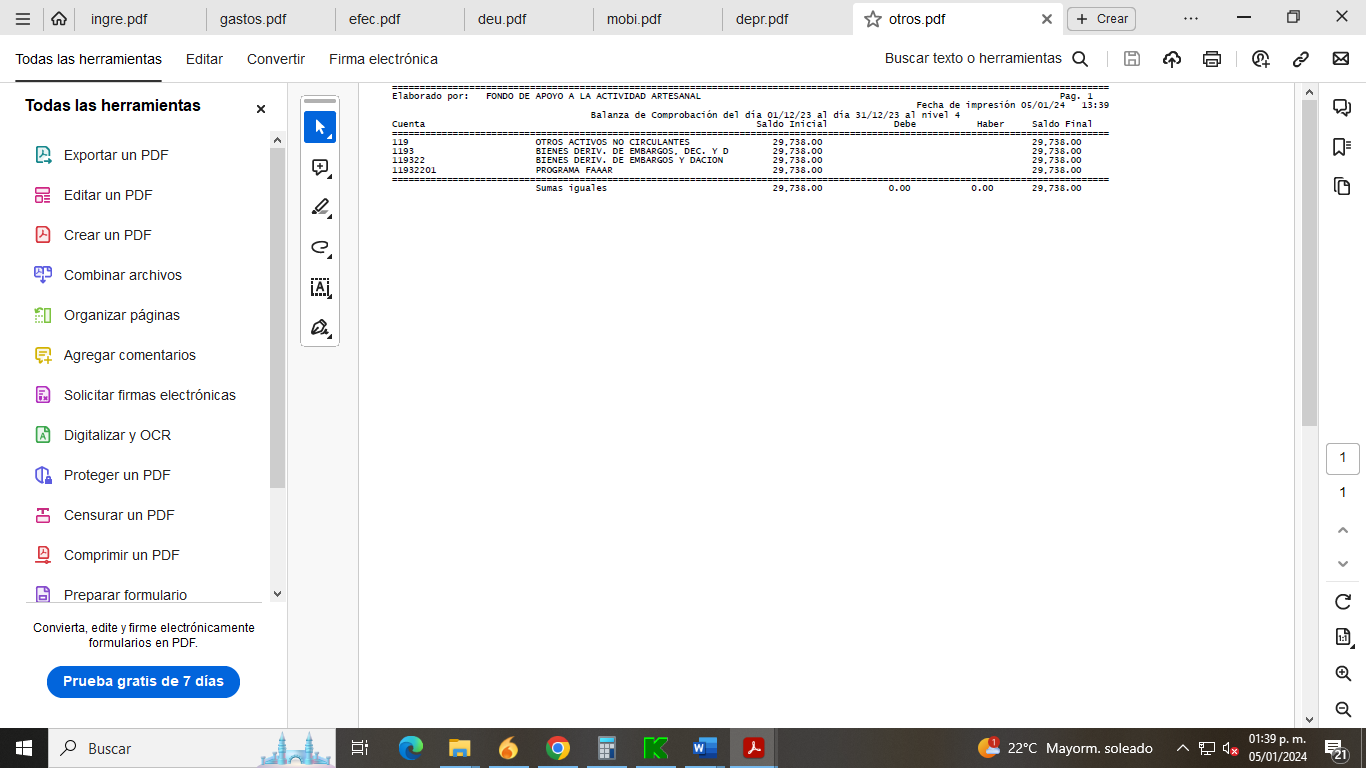 ingre.pdf gastos.pdf efec.pdf deu.pdf mobi.pdf depr.pdf otros.pdf Crear
Todas las herramientas Editar Convertir Firma electrónica Buscar texto o herramientas
Todas las herramientas
Exportar un PDF
Editar un PDF
Crear un PDF
Combinar archivos
Organizar páginas
Agregar comentarios
Solicitar firmas electrónicas
Digitalizar y OCR
Proteger un PDF
Censurar un PDF
Comprimir un PDF
Preparar formulario
Convierta, edite y firme electrónicamente
formularios en PDF.
Prueba gratis de 7 días
Elaborado por: FONDO DE APOYO A LA ACTIVIDAD ARTESANAL Pag. 1
Fecha de impresión 05/01/24 13:39
Balanza de Comprobación del día 01/12/23 al día 31/12/23 al nivel 4
Cuenta Saldo Inicial Debe Haber Saldo Final
119 OTROS ACTIVOS NO CIRCULANTES 29,738.00 29,738.00
1193 BIENES DERIV. DE EMBARGOS, DEC. Y D 29,738.00 29,738.00
119322 BIENES DERIV. DE EMBARGOS Y DACION 29,738.00 29,738.00
11932201 PROGRAMA FAAAR 29,738.00 29,738.00
Sumas iguales 29,738.00 0.00 0.00 29,738.00
1
1
1:1
Buscar
22°C Mayorm. soleado
01:39 p. m.
05/01/2024
21